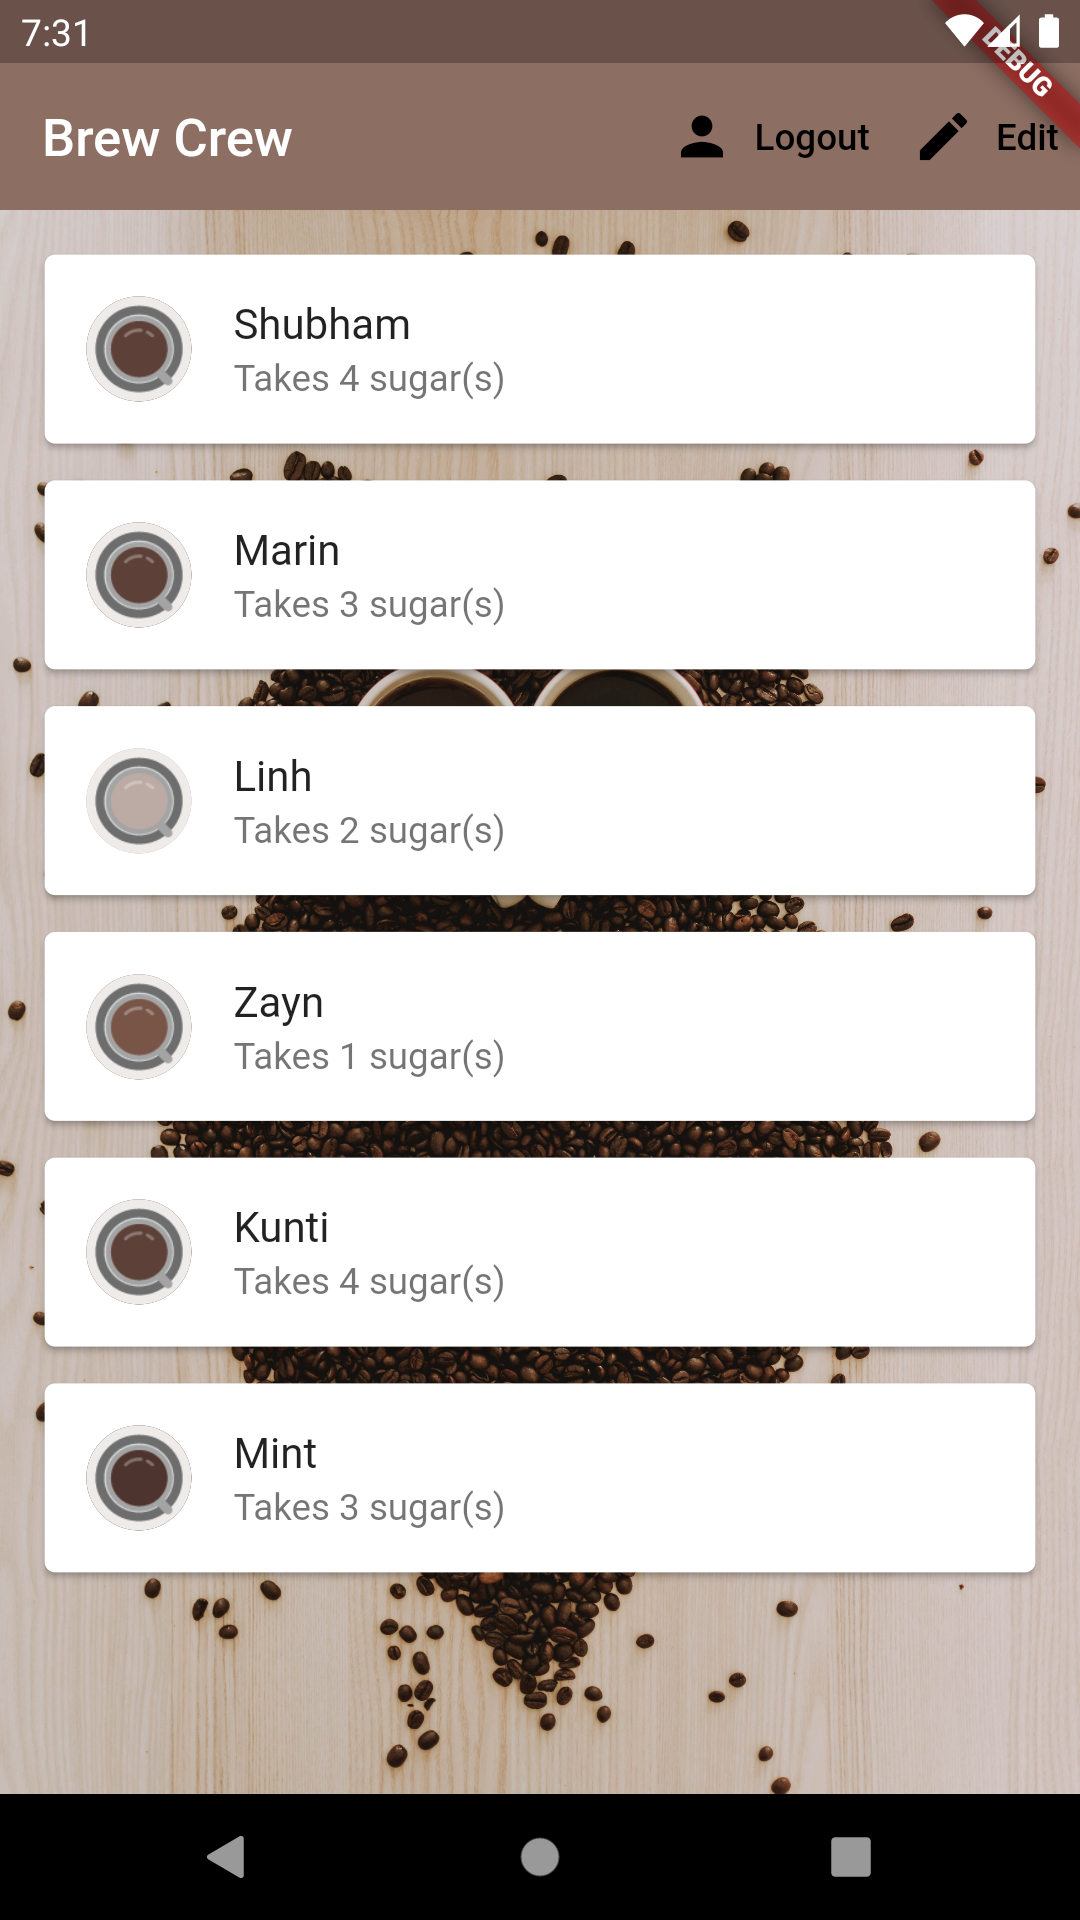 7:31
DEBUG
Brew Crew
Logout
Edit
Shubham
Takes 4 sugar(s)
Marin
Takes 3 sugar(s)
Linh
Takes 2 sugar(s)
Zayn
Takes 1 sugar(s)
Kunti
Takes 4 sugar(s)
Mint
Takes 3 sugar(s)